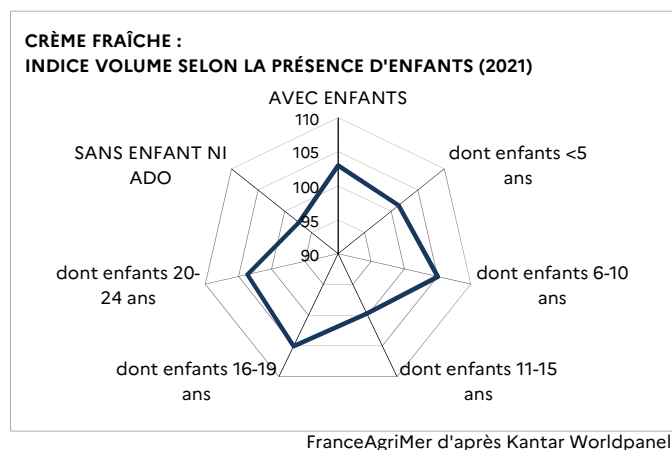 CRÈME FRAÎCHE :
INDICE VOLUME SELON LA PRÉSENCE D'ENFANTS (2021)
AVEC ENFANTS
110
105
100
95
90
dont enfants <5
ans
dont enfants 6-10
ans
dont enfants 11-15
ans
dont enfants 16-19
ans
dont enfants 20-
24 ans
SANS ENFANT NI
ADO
FranceAgriMer d'après Kantar Worldpanel